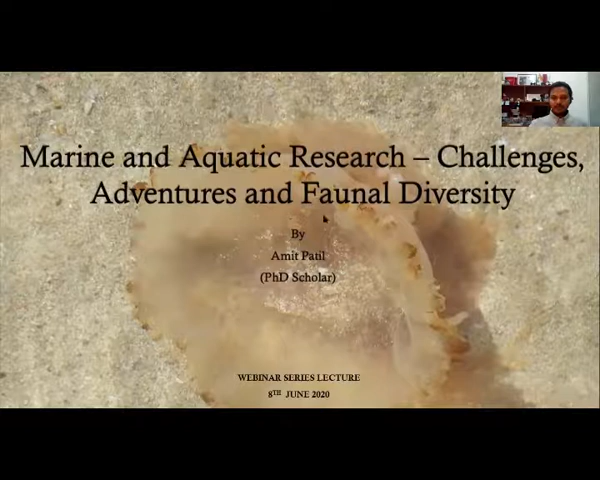 Marine and Aquatic Research – Challenges,
Adventures and Faunal Diversity
By
Amit Patil
(PhD Scholar)
WEBINAR SERIES LECTURE
8TH JUNE 2020